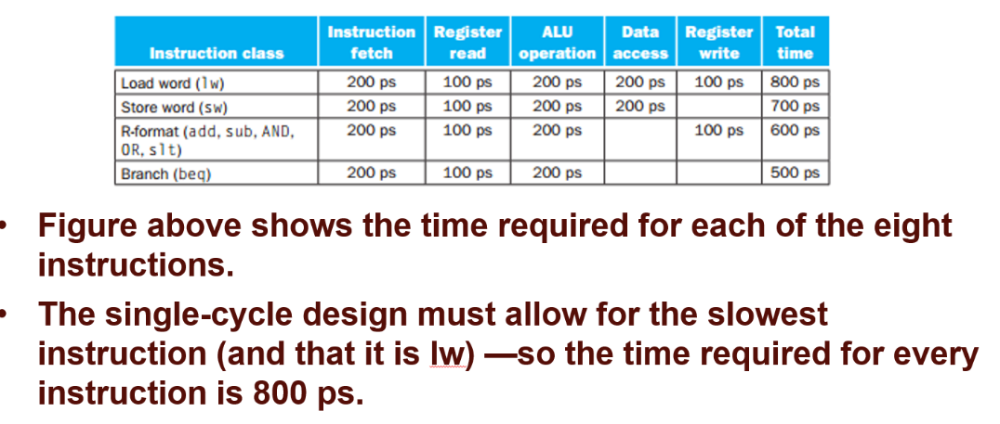 Instruction class Instruction fetch Register read ALU operation Data access Register write Total time
Load word (lw) 200 ps 100 ps 200 ps 200 ps 100 ps 800 ps
Store word (sw) 200 ps 100 ps 200 ps 200 ps 700 ps
R-format (add, sub, AND, 200 ps 100 ps 200 ps 100 ps 600 ps
OR, slt)
Branch (beq) 200 ps 100 ps 200 ps 500 ps
• Figure above shows the time required for each of the eight
instructions.
• The single-cycle design must allow for the slowest
instruction (and that it is lw) —so the time required for every
instruction is 800 ps.